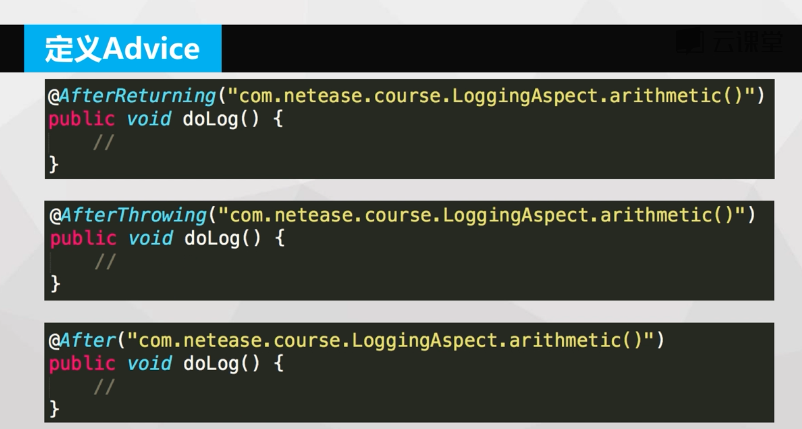 定义Advice
云课堂
@AfterReturning("com.netease.course.LoggingAspect.arithmetic()")
public void doLog() {
//
}
@AfterThrowing("com.netease.course.LoggingAspect.arithmetic()")
public void doLog() {
//
}
@After("com.netease.course.LoggingAspect.arithmetic()")
public void doLog() {
//
}